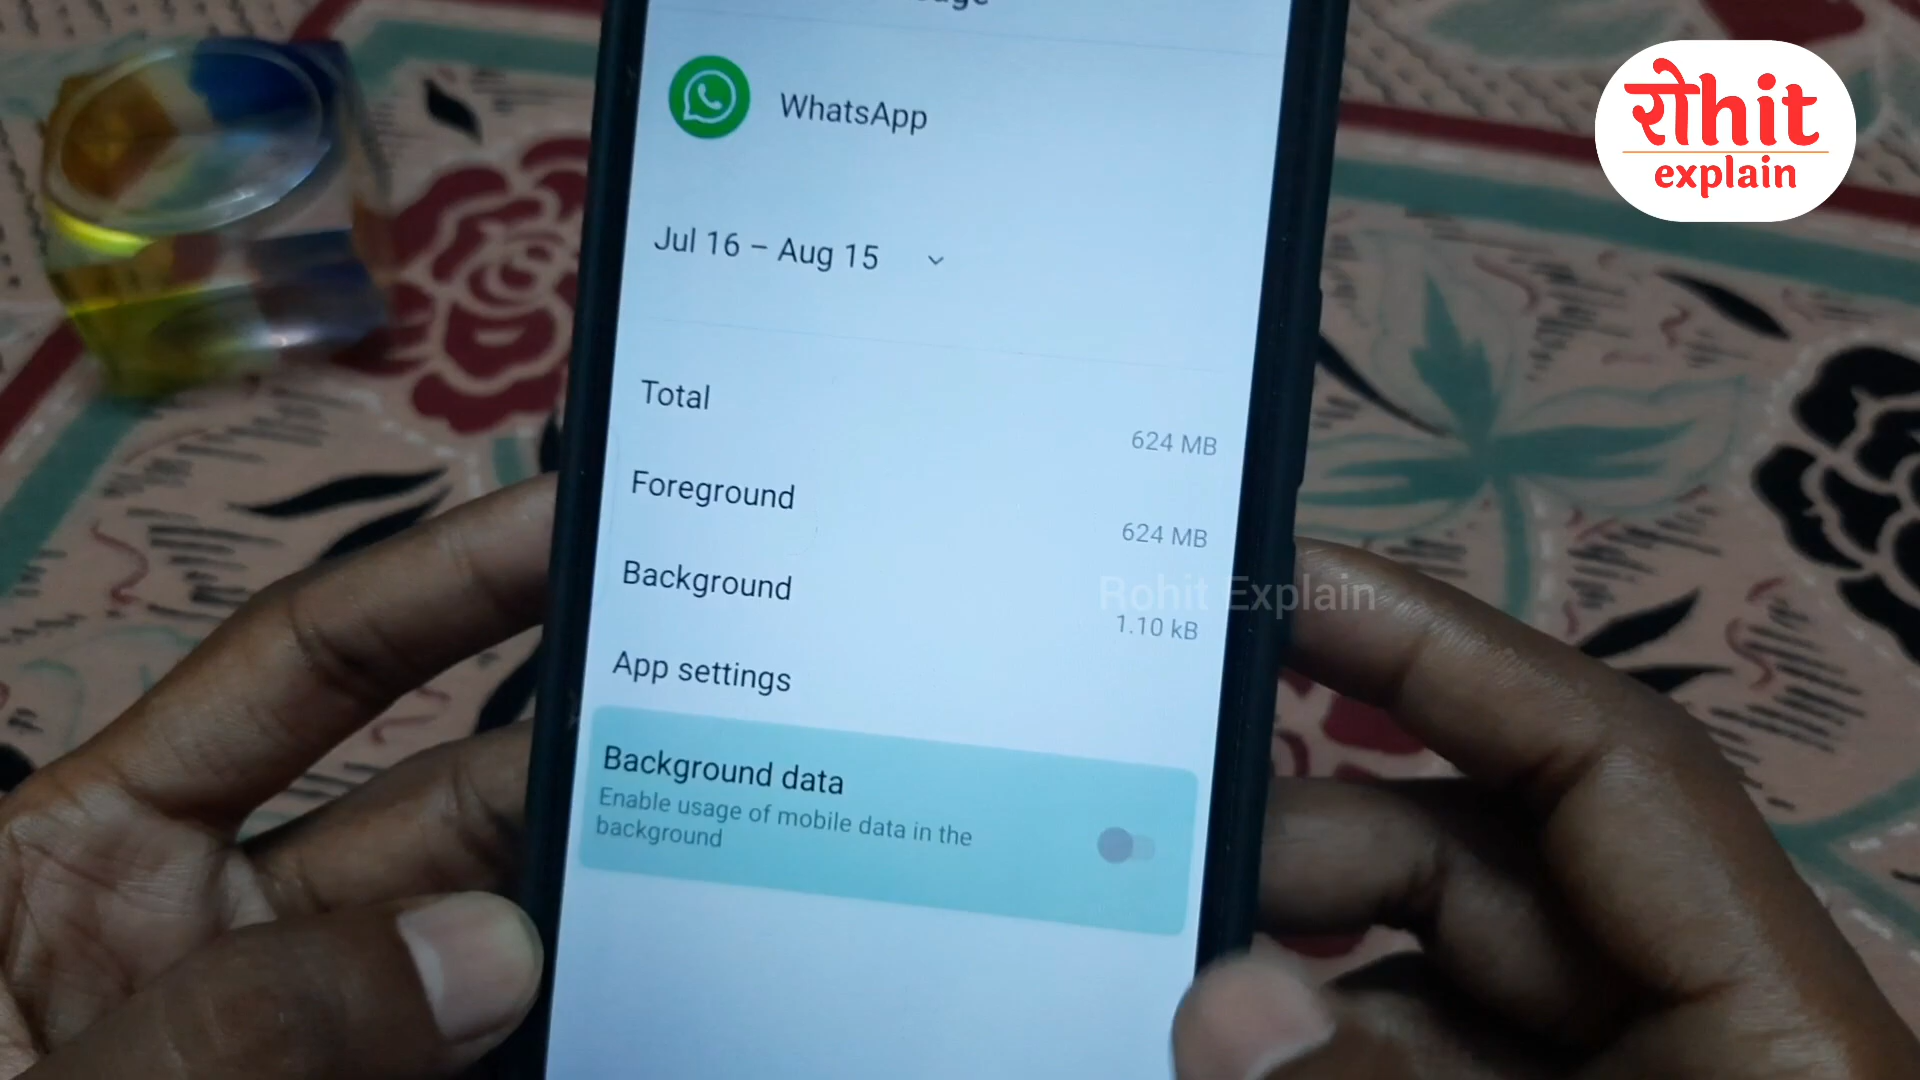 WhatsApp
रोhit
explain
Jul 16 – Aug 15
Total
624 MB
Foreground
624 MB
Background
Rohit Explain
1.10 kB
App settings
Background data
Enable usage of mobile data in the
background